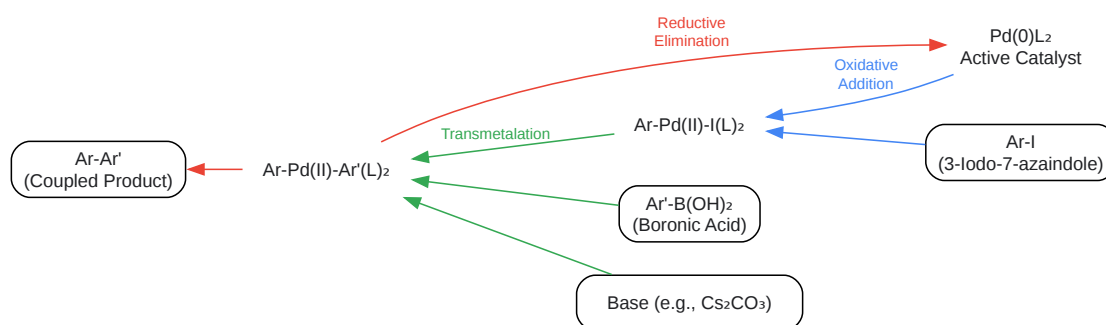 Reductive
Elimination
Pd(0)L₂
Active Catalyst
Oxidative
Addition
Transmetalation
Ar-Pd(II)-I(L)₂
Ar-I
(3-Iodo-7-azaindole)
Ar-Ar'
(Coupled Product)
Ar-Pd(II)-Ar'(L)₂
Ar'-B(OH)₂
(Boronic Acid)
Base (e.g., Cs₂CO₃)